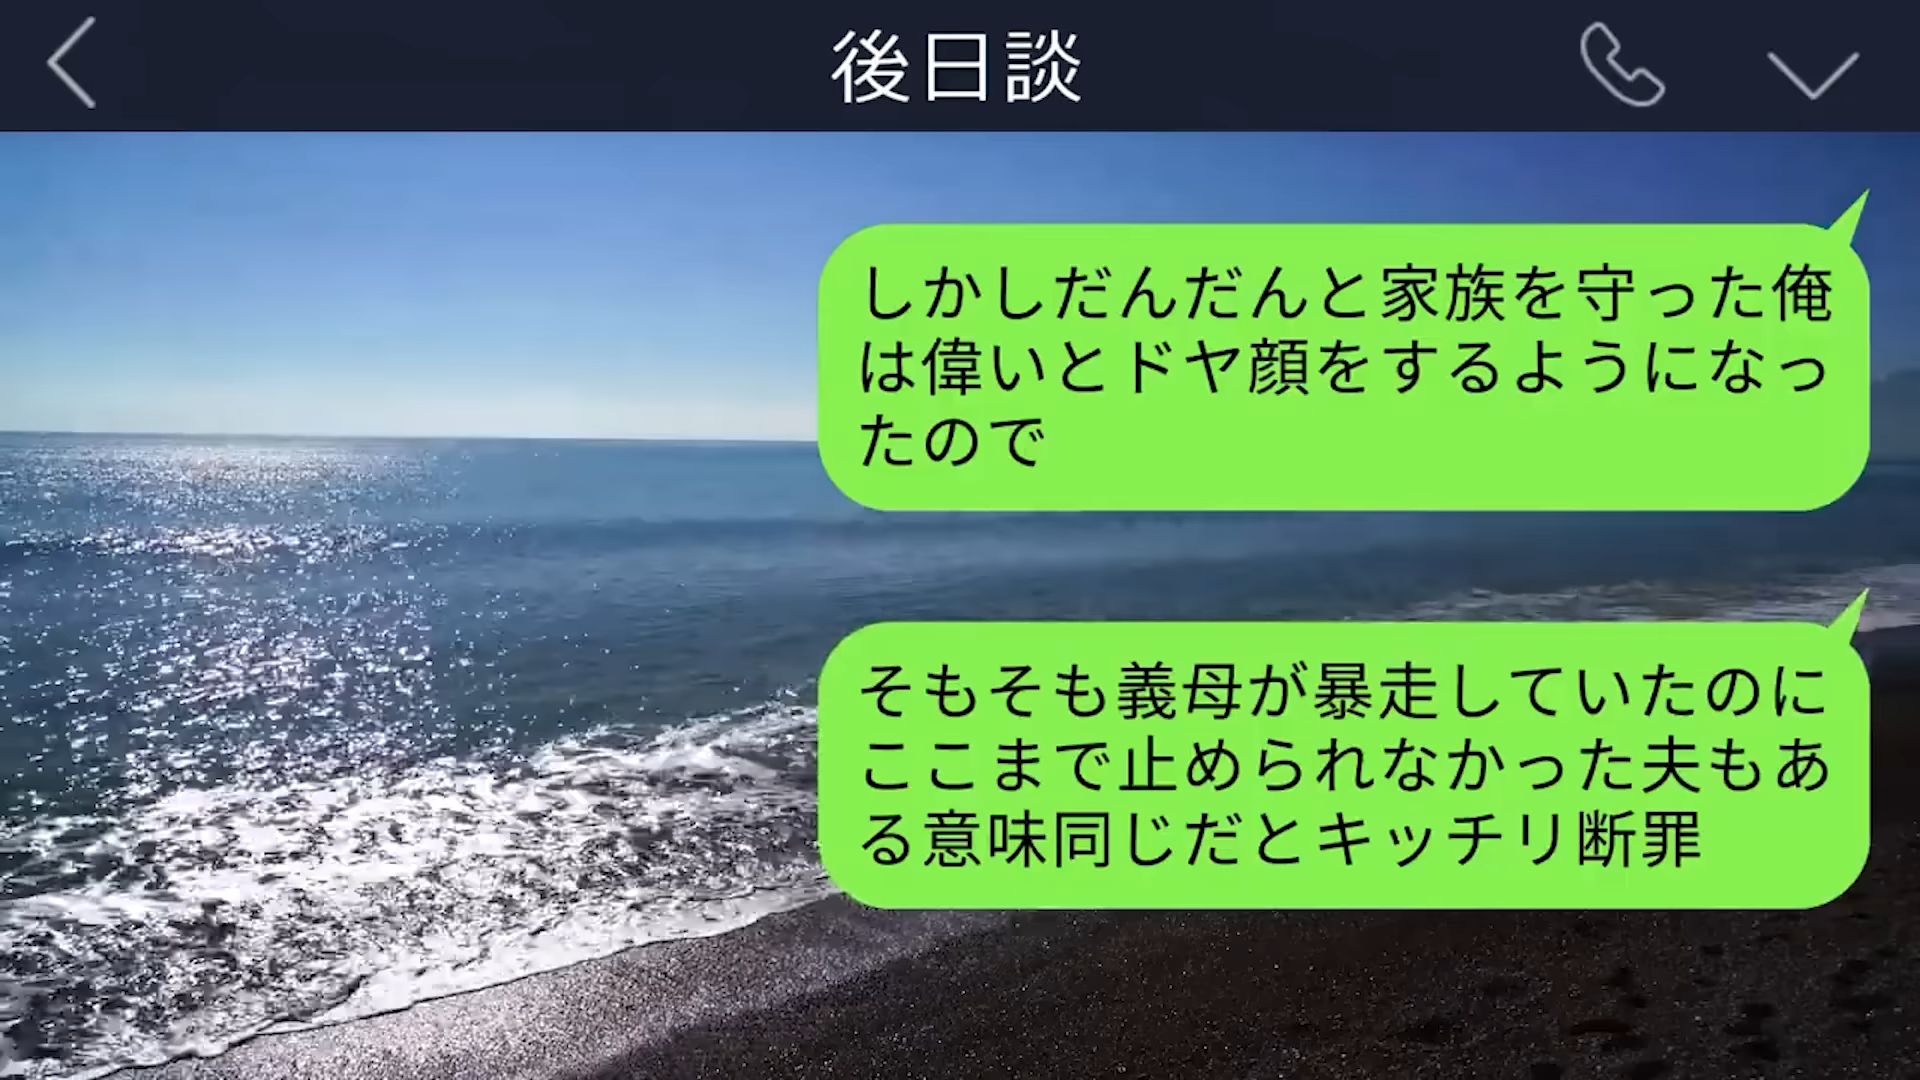 後日談
しかしだんだんと家族を守った俺
は偉いとドヤ顔をするようになっ
たので
そもそも義母が暴走していたのに
ここまで止められなかった夫もあ
る意味同じだとキッチリ断罪